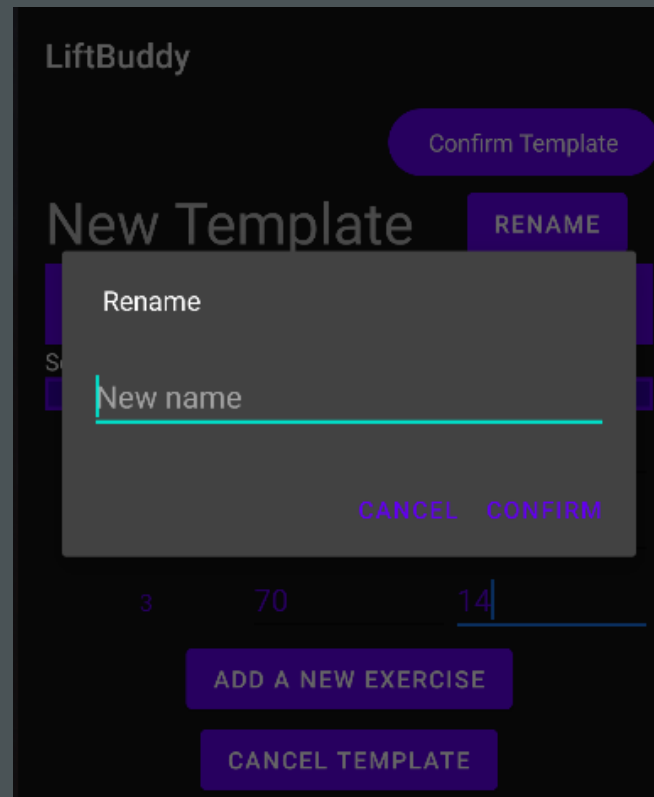 LiftBuddy
Confirm Template
New Template
RENAME
Rename
New name
CANCEL CONFIRM
3 70 14
ADD A NEW EXERCISE
CANCEL TEMPLATE